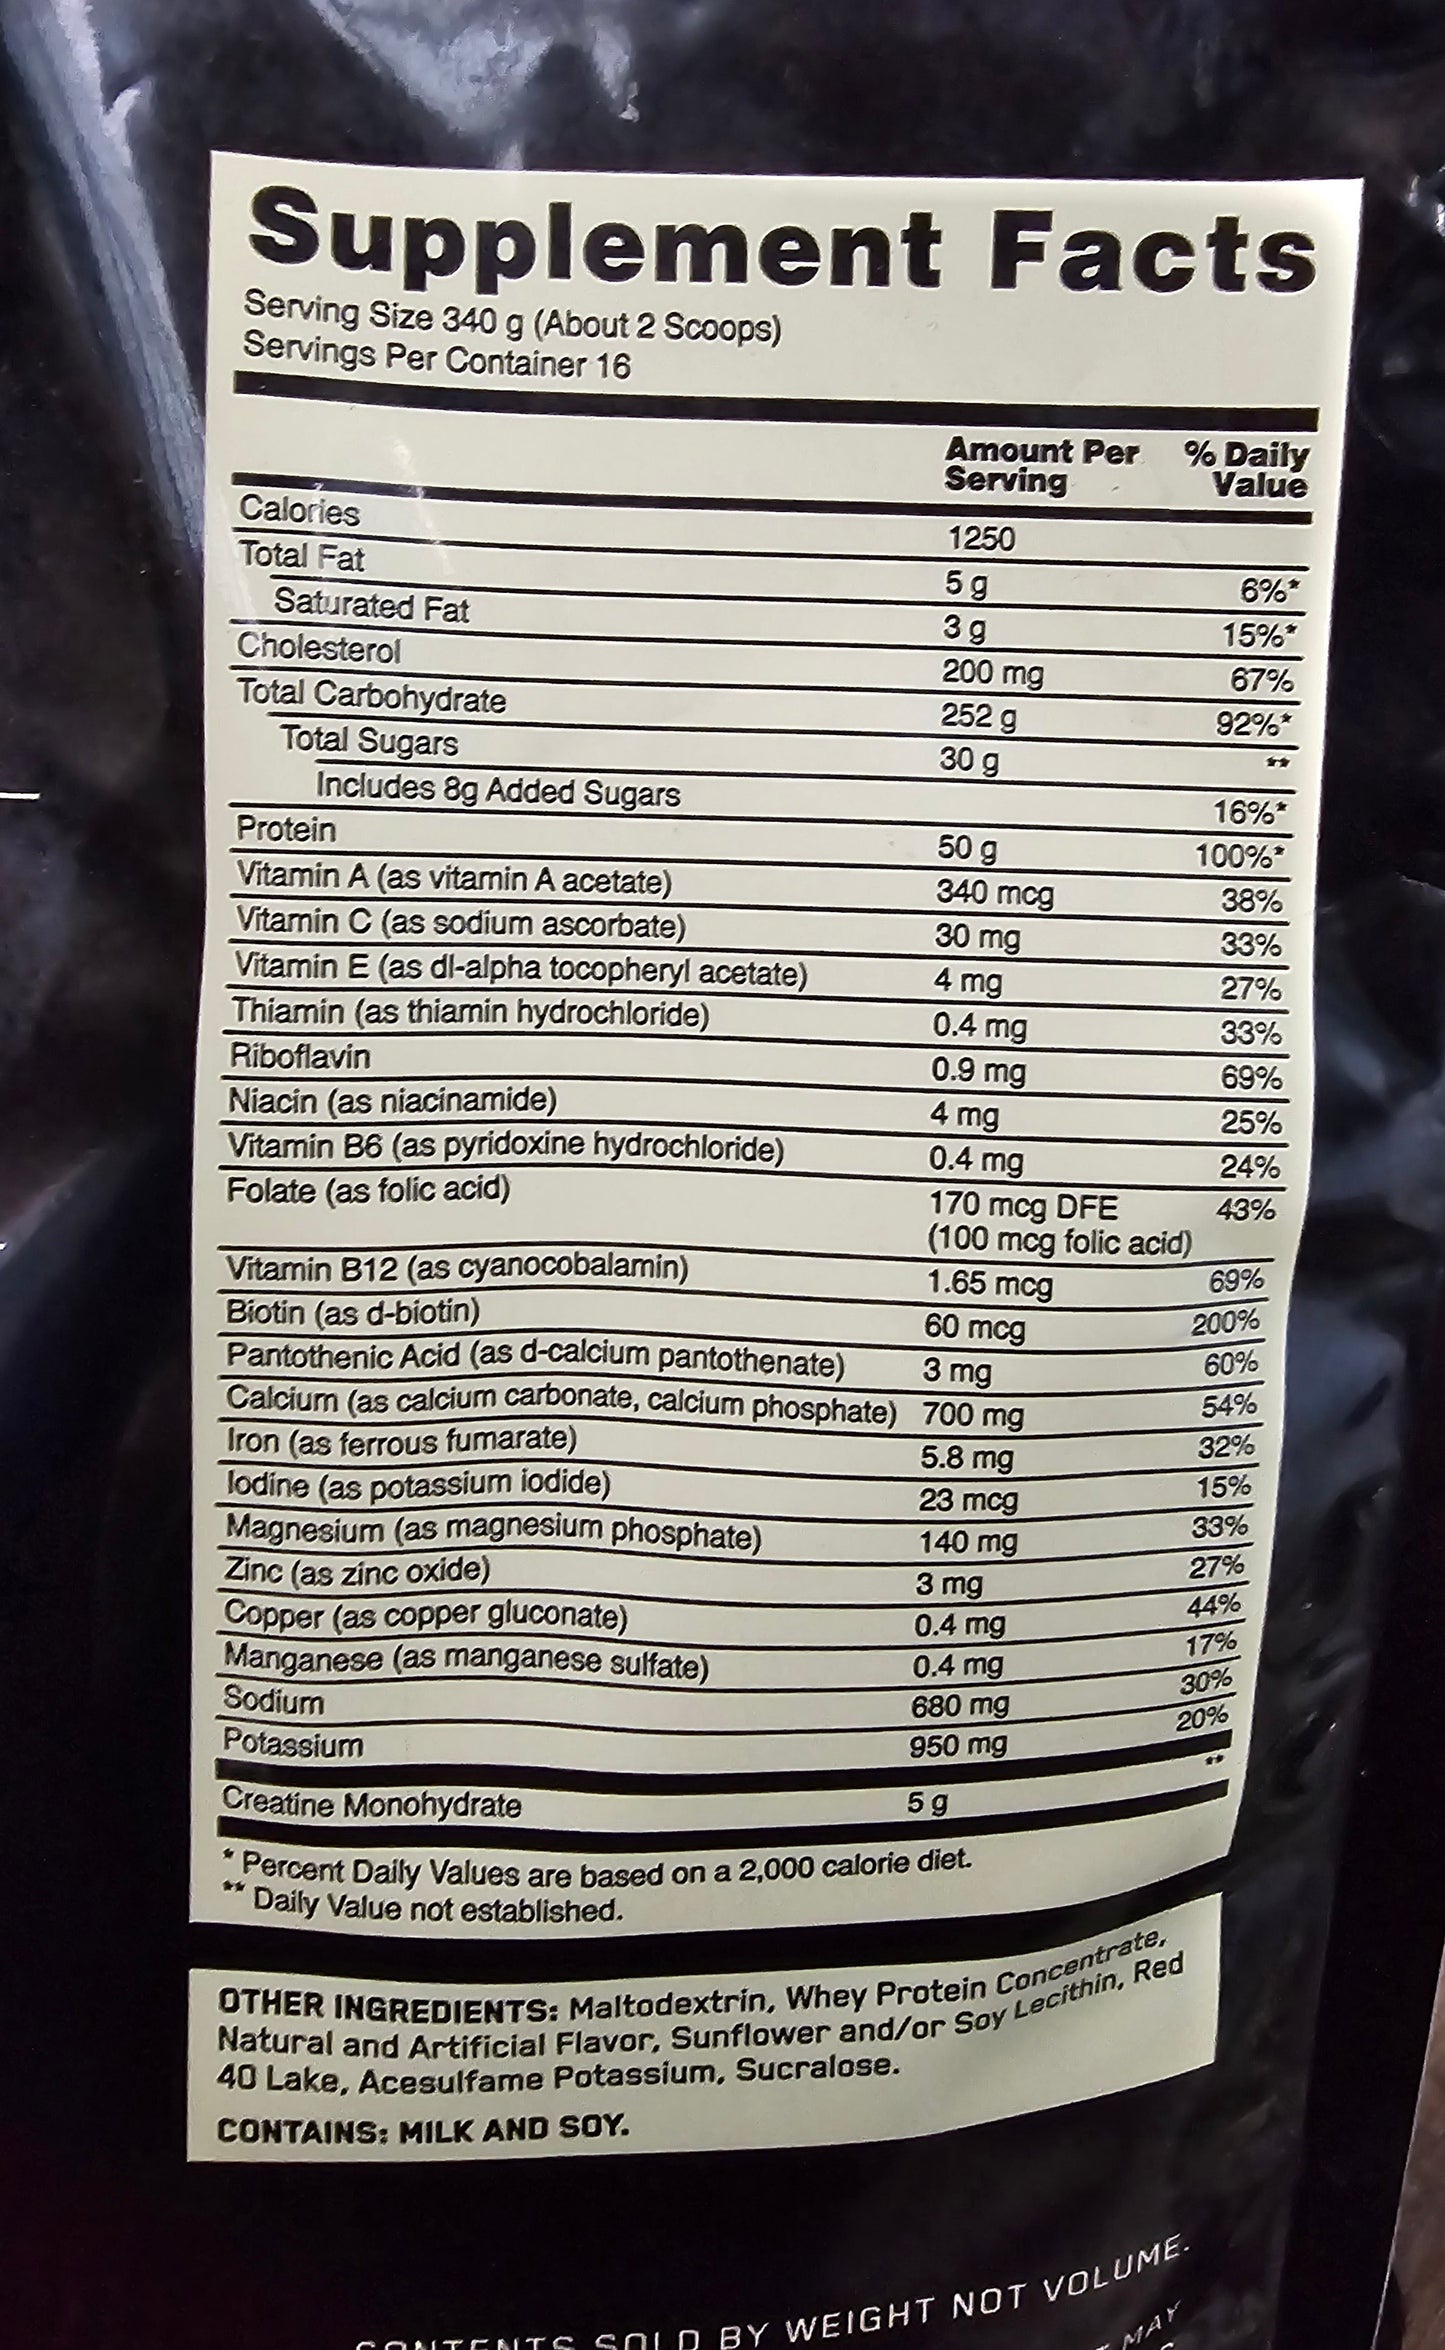 Supplement Facts
Serving Size 340 g (About 2 Scoops)
Servings Per Container 16
Amount Per Serving % Daily Value
Calories 1250
Total Fat 5 g 6%*
Saturated Fat 3 g 15%*
Cholesterol 200 mg 67%
Total Carbohydrate 252 g 92%*
Total Sugars 30 g **
Includes 8g Added Sugars 16%*
Protein 50 g 100%*
Vitamin A (as vitamin A acetate) 340 mcg 38%
Vitamin C (as sodium ascorbate) 30 mg 33%
Vitamin E (as dl-alpha tocopheryl acetate) 4 mg 27%
Thiamin (as thiamin hydrochloride) 0.4 mg 33%
Riboflavin 0.9 mg 69%
Niacin (as niacinamide) 4 mg 25%
Vitamin B6 (as pyridoxine hydrochloride) 0.4 mg 24%
Folate (as folic acid) 170 mcg DFE 43%
(100 mcg folic acid)
Vitamin B12 (as cyanocobalamin) 1.65 mcg 69%
Biotin (as d-biotin) 60 mcg 200%
Pantothenic Acid (as d-calcium pantothenate) 3 mg 60%
Calcium (as calcium carbonate, calcium phosphate) 700 mg 54%
Iron (as ferrous fumarate) 5.8 mg 32%
Iodine (as potassium iodide) 23 mcg 15%
Magnesium (as magnesium phosphate) 140 mg 33%
Zinc (as zinc oxide) 3 mg 27%
Copper (as copper gluconate) 0.4 mg 44%
Manganese (as manganese sulfate) 0.4 mg 17%
Sodium 680 mg 30%
Potassium 950 mg 20%
Creatine Monohydrate 5 g **
* Percent Daily Values are based on a 2,000 calorie diet.
** Daily Value not established.
OTHER INGREDIENTS: Maltodextrin, Whey Protein Concentrate,
Natural and Artificial Flavor, Sunflower and/or Soy Lecithin, Red
40 Lake, Acesulfame Potassium, Sucralose.
CONTAINS: MILK AND SOY.
CONTENTS SOLD BY WEIGHT NOT VOLUME.
MAY